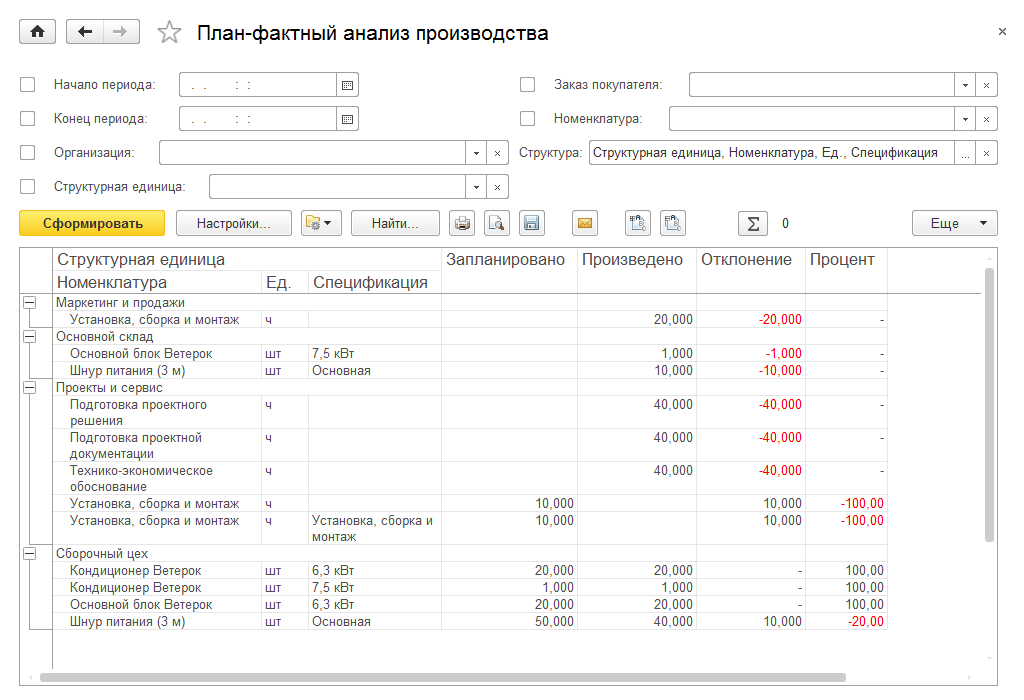 План-фактный анализ производства
Начало периода: . . : : Заказ покупателя:
Конец периода: . . : : Номенклатура:
Организация: Структура: Структурная единица, Номенклатура, Ед., Спецификация ...
Структурная единица:
Сформировать Настройки... Найти... Σ 0 Еще
Структурная единица Запланировано Произведено Отклонение Процент
Номенклатура Ед. Спецификация
Маркетинг и продажи
Установка, сборка и монтаж ч 20,000 -20,000 -
Основной склад
Основной блок Ветерок шт 7,5 кВт 1,000 -1,000 -
Шнур питания (3 м) шт Основная 10,000 -10,000 -
Проекты и сервис
Подготовка проектного ч 40,000 -40,000 -
решения
Подготовка проектной ч 40,000 -40,000 -
документации
Технико-экономическое ч 40,000 -40,000 -
обоснование
Установка, сборка и монтаж ч 10,000 10,000 -100,00
Установка, сборка и монтаж ч Установка, сборка и 10,000 10,000 -100,00
монтаж
Сборочный цех
Кондиционер Ветерок шт 6,3 кВт 20,000 20,000 - 100,00
Кондиционер Ветерок шт 7,5 кВт 1,000 1,000 - 100,00
Основной блок Ветерок шт 6,3 кВт 20,000 20,000 - 100,00
Шнур питания (3 м) шт Основная 50,000 40,000 10,000 -20,00